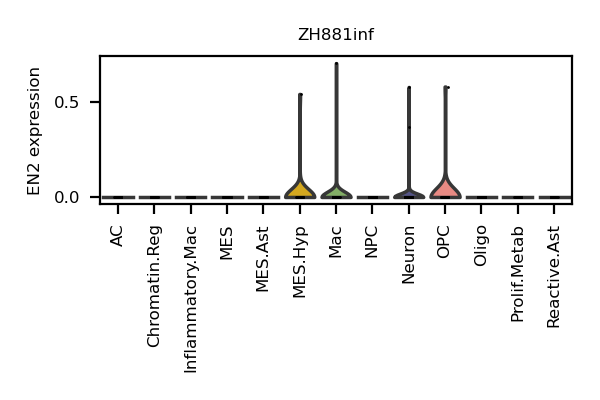 ZH881inf
EN2 expression
0.5
0.0
AC
Chromatin.Reg
Inflammatory.Mac
MES
MES.Ast
MES.Hyp
Mac
NPC
Neuron
OPC
Oligo
Prolif.Metab
Reactive.Ast